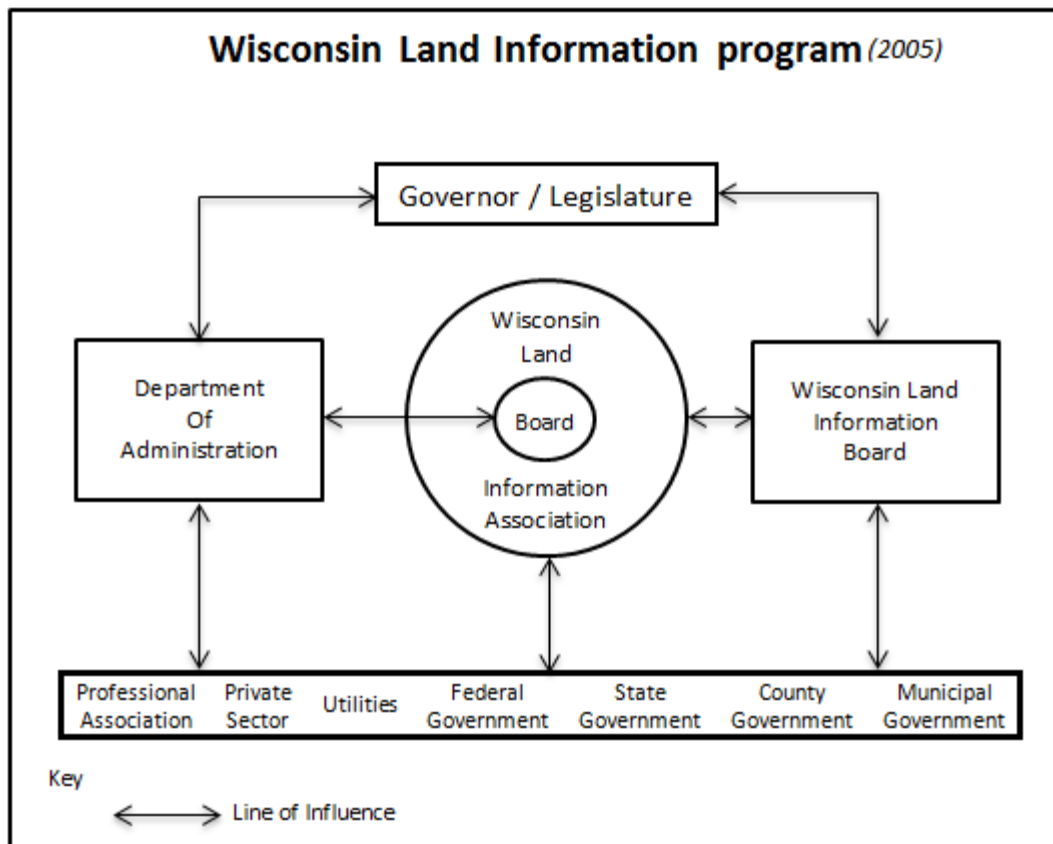 Wisconsin Land Information program (2005)
Governor / Legislature
Department
Of
Administration
Wisconsin
Land
Board
Information
Association
Wisconsin Land
Information
Board
Professional
Association
Private
Sector
Utilities
Federal
Government
State
Government
County
Government
Municipal
Government
Key
Line of Influence